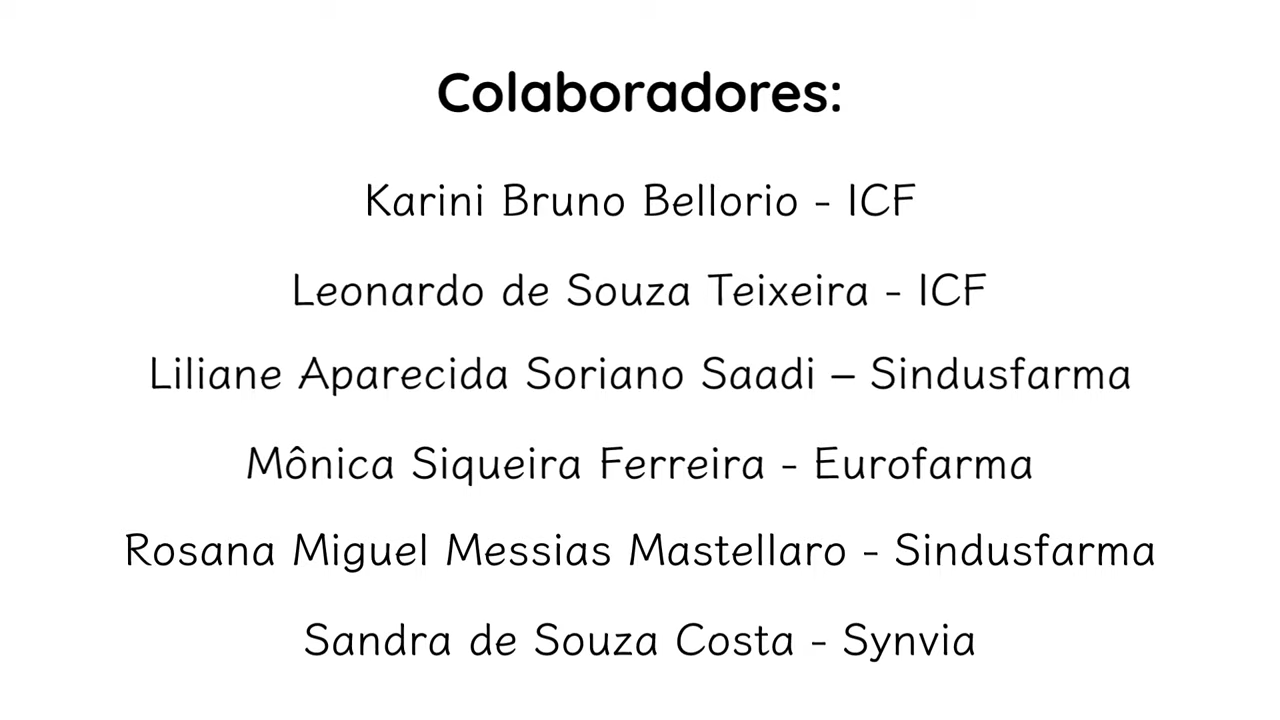 Colaboradores:
Karini Bruno Bellorio - ICF
Leonardo de Souza Teixeira - ICF
Liliane Aparecida Soriano Saadi – Sindusfarma
Mônica Siqueira Ferreira - Eurofarma
Rosana Miguel Messias Mastellaro - Sindusfarma
Sandra de Souza Costa - Synvia